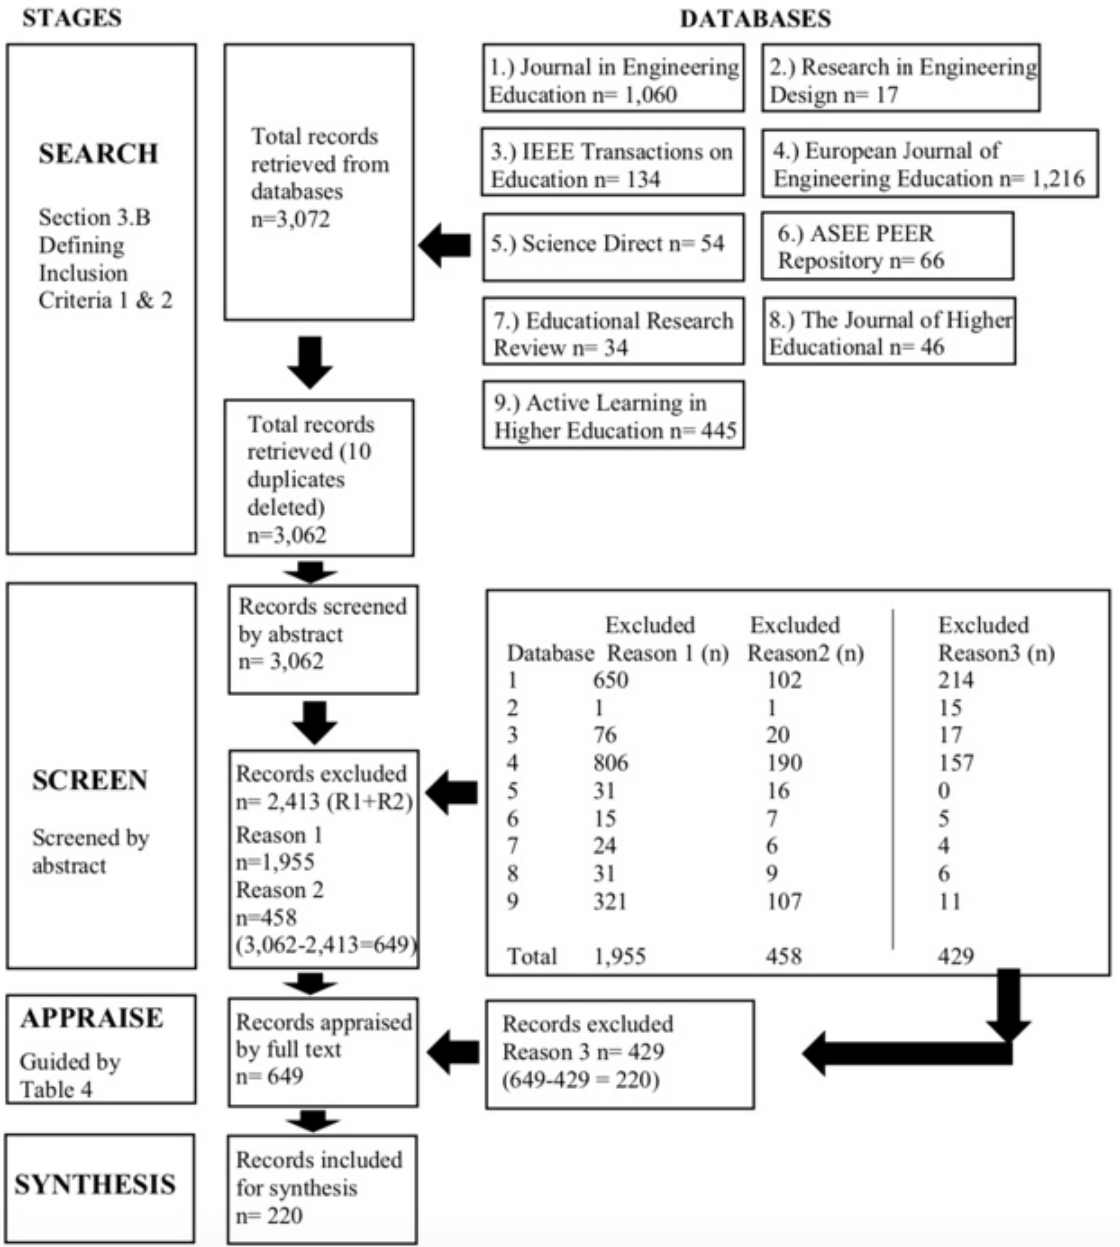 STAGES
DATABASES
SEARCH
Section 3.B
Defining
Inclusion
Criteria 1 & 2
Total records
retrieved from
databases
n=3,072
1.) Journal in Engineering
Education n= 1,060
2.) Research in Engineering
Design n= 17
3.) IEEE Transactions on
Education n= 134
4.) European Journal of
Engineering Education n= 1,216
5.) Science Direct n= 54
6.) ASEE PEER
Repository n= 66
7.) Educational Research
Review n= 34
8.) The Journal of Higher
Educational n= 46
9.) Active Learning in
Higher Education n= 445
Total records
retrieved (10
duplicates
deleted)
n=3,062
SCREEN
Screened by
abstract
Records screened
by abstract
n= 3,062
Records excluded
n= 2,413 (R1+R2)
Reason 1
n=1,955
Reason 2
n=458
(3,062-2,413=649)
Excluded Excluded Excluded
Database Reason 1 (n) Reason2 (n) Reason3 (n)
1 650 102 214
2 1 1 15
3 76 20 17
4 806 190 157
5 31 16 0
6 15 7 5
7 24 6 4
8 31 9 6
9 321 107 11
Total 1,955 458 429
APPRAISE
Guided by
Table 4
Records appraised
by full text
n= 649
Records excluded
Reason 3 n= 429
(649-429 = 220)
SYNTHESIS
Records included
for synthesis
n= 220